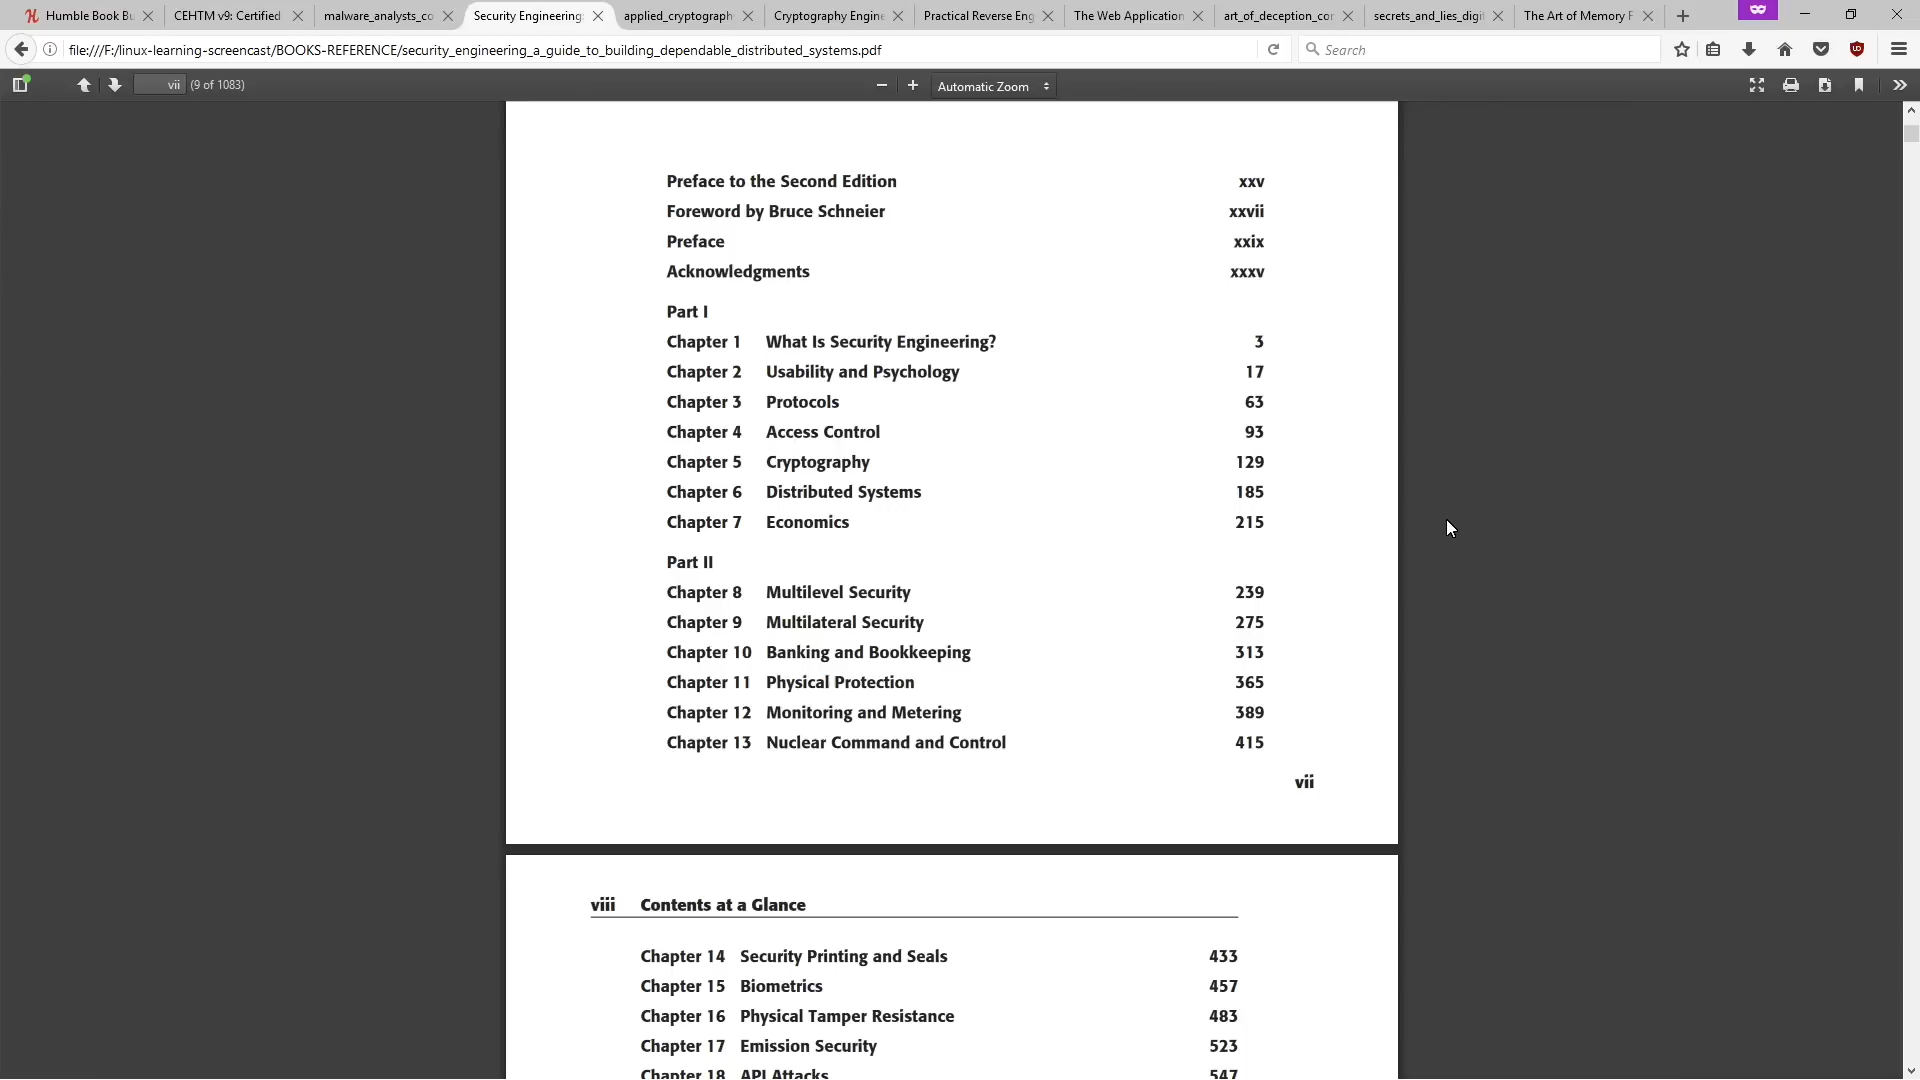 Humble Book Bu
CEHTM v9: Certified
malware_analysts_co
Security Engineering:
applied_cryptograph
Cryptography Engine
Practical Reverse Eng
The Web Application
art_of_deception_cor
secrets_and_lies_digit
The Art of Memory F
file:///F:/linux-learning-screencast/BOOKS-REFERENCE/security_engineering_a_guide_to_building_dependable_distributed_systems.pdf
Search
vii (9 of 1083)
Automatic Zoom
Preface to the Second Edition xxv
Foreword by Bruce Schneier xxvii
Preface xxix
Acknowledgments xxxv
Part I
Chapter 1 What Is Security Engineering? 3
Chapter 2 Usability and Psychology 17
Chapter 3 Protocols 63
Chapter 4 Access Control 93
Chapter 5 Cryptography 129
Chapter 6 Distributed Systems 185
Chapter 7 Economics 215
Part II
Chapter 8 Multilevel Security 239
Chapter 9 Multilateral Security 275
Chapter 10 Banking and Bookkeeping 313
Chapter 11 Physical Protection 365
Chapter 12 Monitoring and Metering 389
Chapter 13 Nuclear Command and Control 415
vii
viii Contents at a Glance
Chapter 14 Security Printing and Seals 433
Chapter 15 Biometrics 457
Chapter 16 Physical Tamper Resistance 483
Chapter 17 Emission Security 523
Chapter 18 API Attacks 547